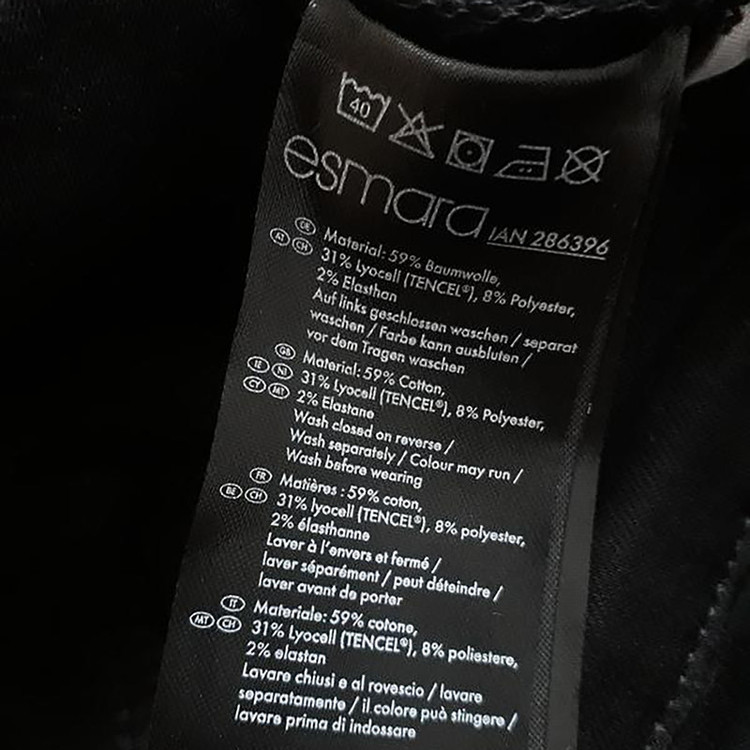 40
esmara IAN 286396
DE Material: 59% Baumwolle,
AT CH 31% Lyocell (TENCEL®), 8% Polyester,
2% Elasthan
Auf links geschlossen waschen / separat
waschen / Farbe kann ausbluten /
vor dem Tragen waschen
GB Material: 59% Cotton,
IE NI 31% Lyocell (TENCEL®), 8% Polyester,
CY MT 2% Elastane
Wash closed on reverse /
Wash separately / Colour may run /
Wash before wearing
FR Matières : 59% coton,
BE CH 31% lyocell (TENCEL®), 8% polyester,
2% élasthanne
Laver à l'envers et fermé /
laver séparément / peut déteindre /
laver avant de porter
IT Materiale: 59% cotone,
MT CH 31% Lyocell (TENCEL®), 8% poliestere,
2% elastan
Lavare chiusi e al rovescio / lavare
separatamente / il colore può stingere /
lavare prima di indossare